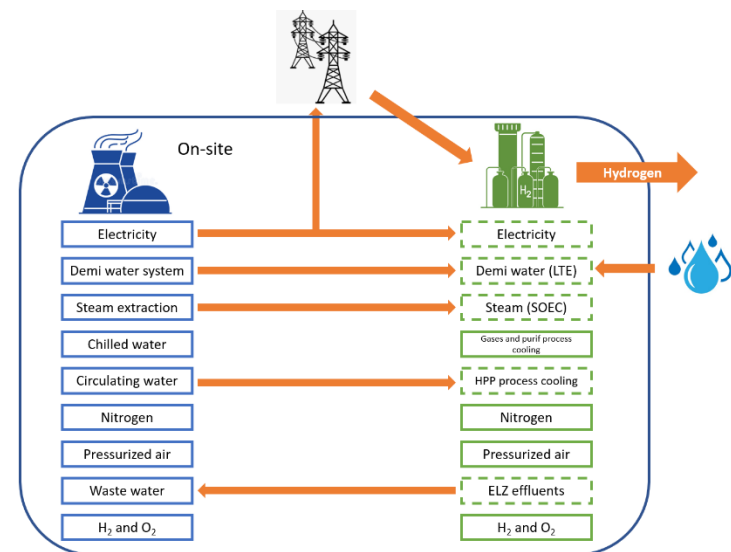 On-site
H2
Hydrogen
Electricity
Electricity
Demi water system
Demi water (LTE)
Steam extraction
Steam (SOEC)
Chilled water
Gases and purif process
cooling
Circulating water
HPP process cooling
Nitrogen
Nitrogen
Pressurized air
Pressurized air
Waste water
ELZ effluents
H₂ and O₂
H₂ and O₂